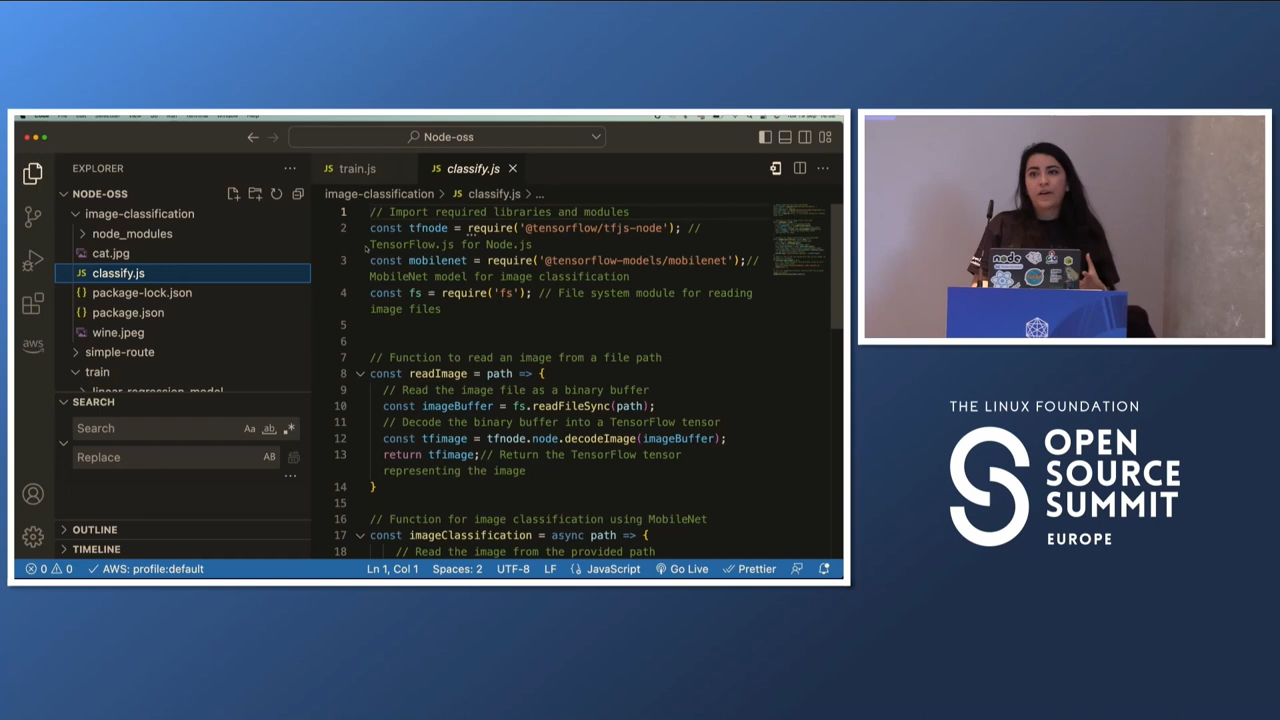 Node-oss
EXPLORER
NODE-OSS
image-classification
node_modules
cat.jpg
JS classify.js
{} package-lock.json
{} package.json
wine.jpeg
simple-route
train
linear_regression_model
SEARCH
Search
Aa ab .*
Replace
AB
OUTLINE
TIMELINE
aws
JS train.js
JS classify.js
image-classification > JS classify.js > ...
1 // Import required libraries and modules
2 const tfnode = require('@tensorflow/tfjs-node'); //
TensorFlow.js for Node.js
3 const mobilenet = require('@tensorflow-models/mobilenet');//
MobileNet model for image classification
4 const fs = require('fs'); // File system module for reading
image files
5
6
7 // Function to read an image from a file path
8 const readImage = path => {
9 // Read the image file as a binary buffer
10 const imageBuffer = fs.readFileSync(path);
11 // Decode the binary buffer into a TensorFlow tensor
12 const tfimage = tfnode.node.decodeImage(imageBuffer);
13 return tfimage;// Return the TensorFlow tensor
representing the image
14 }
15
16 // Function for image classification using MobileNet
17 const imageClassification = async path => {
18 // Read the image from the provided path
0 0 AWS: profile:default
Ln 1, Col 1 Spaces: 2 UTF-8 LF {} JavaScript Go Live Prettier
node
THE LINUX FOUNDATION
OPEN
SOURCE
SUMMIT
EUROPE